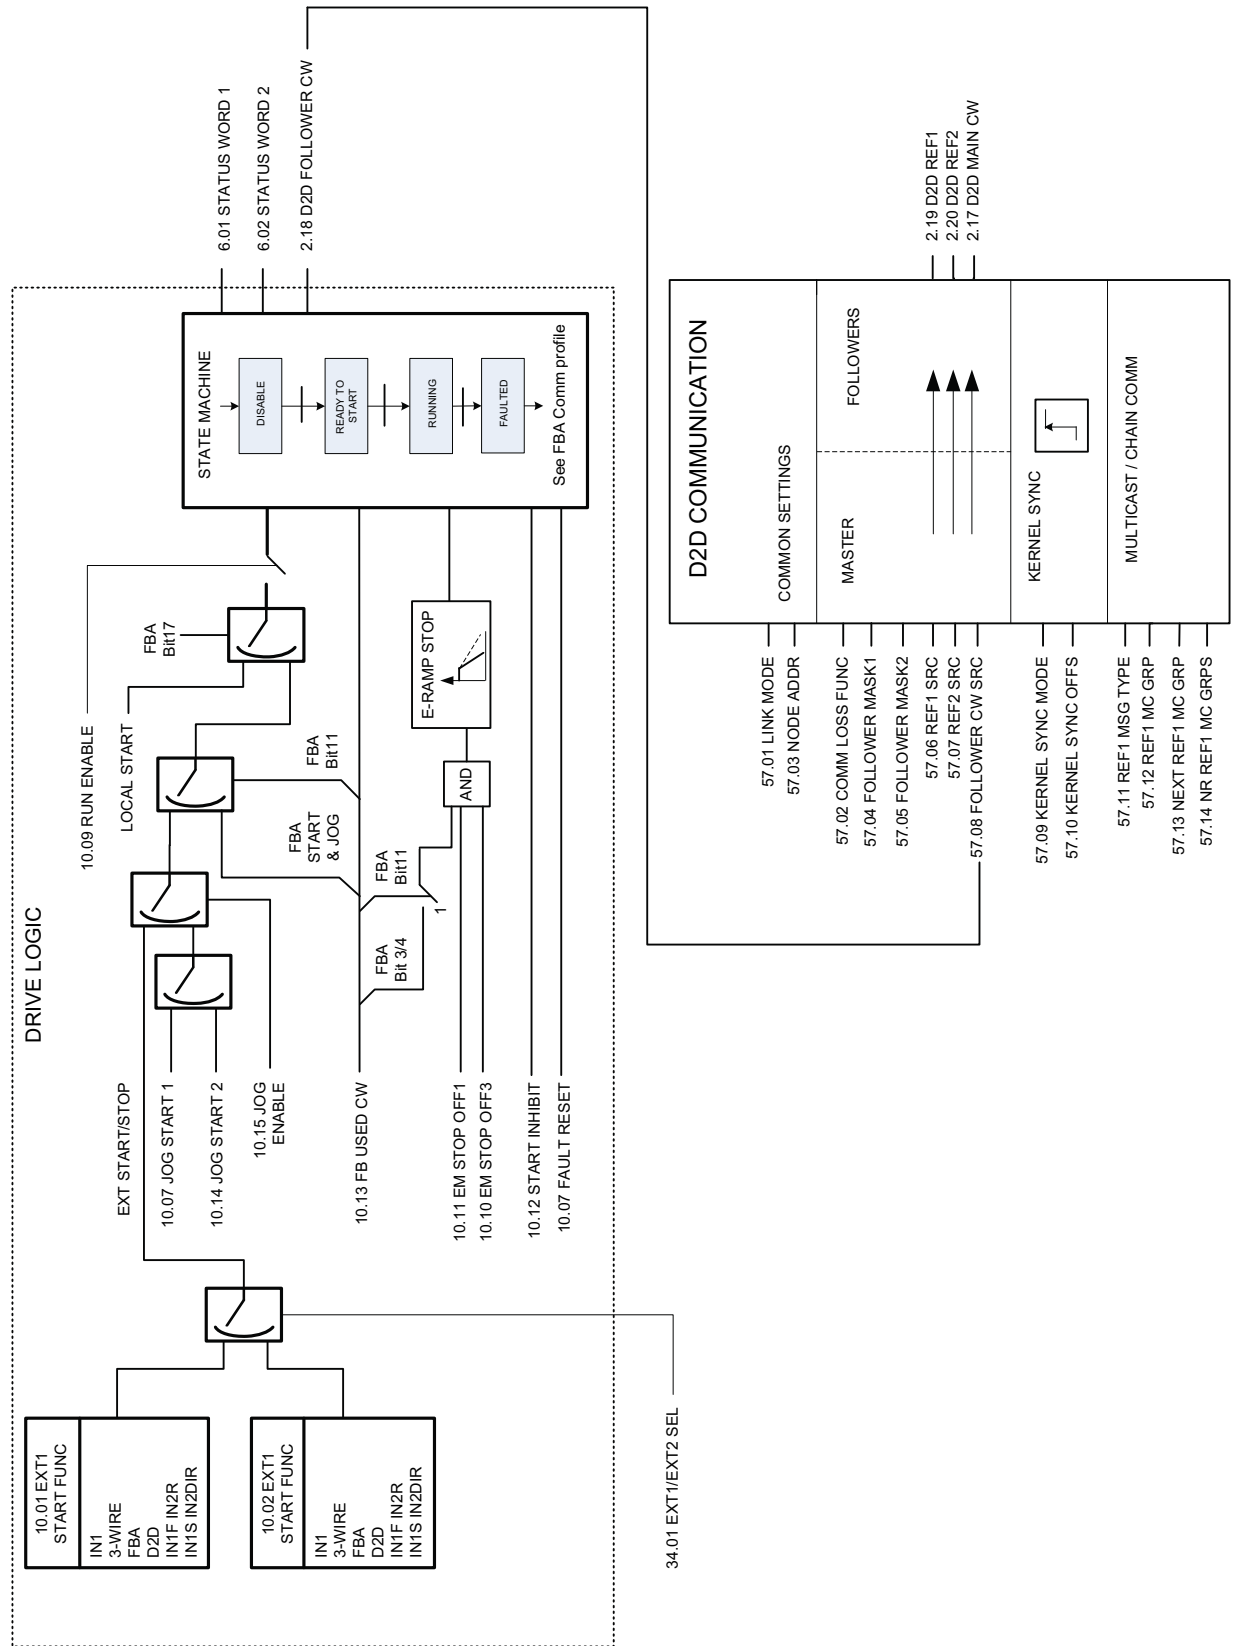 DRIVE LOGIC
10.01 EXT1
START FUNC
IN1
3-WIRE
FBA
D2D
IN1F IN2R
IN1S IN2DIR
10.02 EXT1
START FUNC
IN1
3-WIRE
FBA
D2D
IN1F IN2R
IN1S IN2DIR
34.01 EXT1/EXT2 SEL
EXT START/STOP
10.07 JOG START 1
10.14 JOG START 2
10.15 JOG
ENABLE
10.13 FB USED CW
10.11 EM STOP OFF1
10.10 EM STOP OFF3
10.12 START INHIBIT
10.07 FAULT RESET
FBA
Bit 3/4
FBA
Bit11
1
FBA
START
& JOG
FBA
Bit11
10.09 RUN ENABLE
LOCAL START
FBA
Bit17
AND
E-RAMP STOP
STATE MACHINE
DISABLE
READY TO
START
RUNNING
FAULTED
See FBA Comm profile
6.01 STATUS WORD 1
6.02 STATUS WORD 2
2.18 D2D FOLLOWER CW
D2D COMMUNICATION
COMMON SETTINGS
57.01 LINK MODE
57.03 NODE ADDR
MASTER
FOLLOWERS
57.02 COMM LOSS FUNC
57.04 FOLLOWER MASK1
57.05 FOLLOWER MASK2
57.06 REF1 SRC
57.07 REF2 SRC
57.08 FOLLOWER CW SRC
2.19 D2D REF1
2.20 D2D REF2
2.17 D2D MAIN CW
KERNEL SYNC
57.09 KERNEL SYNC MODE
57.10 KERNEL SYNC OFFS
MULTICAST / CHAIN COMM
57.11 REF1 MSG TYPE
57.12 REF1 MC GRP
57.13 NEXT REF1 MC GRP
57.14 NR REF1 MC GRPS